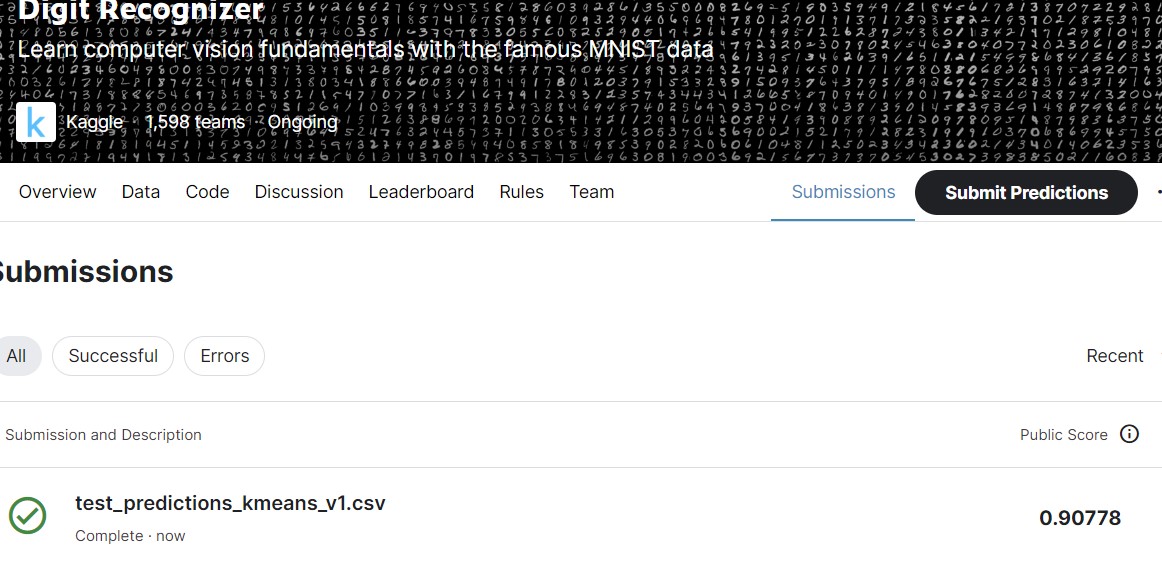 Digit Recognizer
Learn computer vision fundamentals with the famous MNIST data
k
Kaggle · 1,598 teams · Ongoing
Overview Data Code Discussion Leaderboard Rules Team Submissions Submit Predictions
Submissions
All Successful Errors Recent
Submission and Description Public Score
test_predictions_kmeans_v1.csv 0.90778
Complete · now